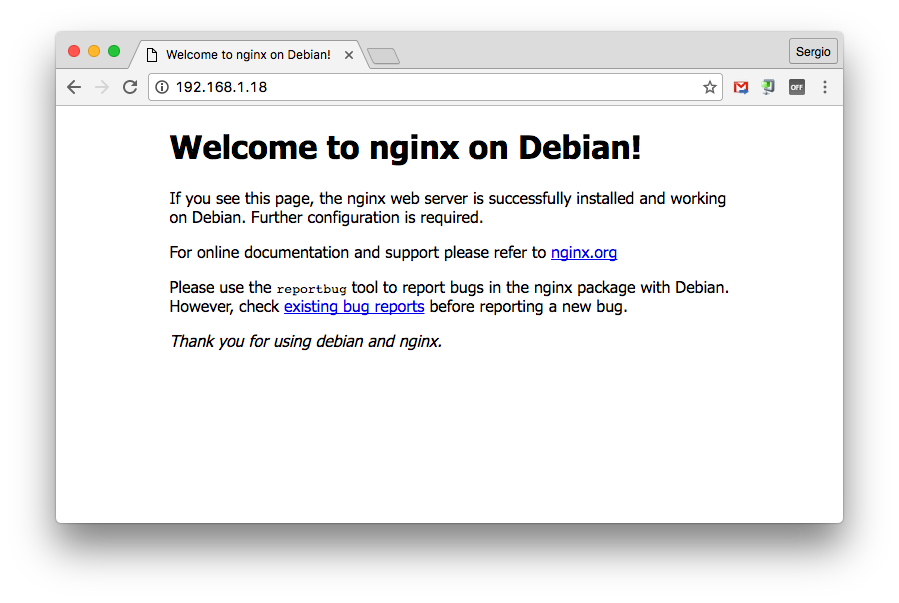 Welcome to nginx on Debian!
Sergio
192.168.1.18
OFF
Welcome to nginx on Debian!
If you see this page, the nginx web server is successfully installed and working
on Debian. Further configuration is required.
For online documentation and support please refer to nginx.org
Please use the reportbug tool to report bugs in the nginx package with Debian.
However, check existing bug reports before reporting a new bug.
Thank you for using debian and nginx.